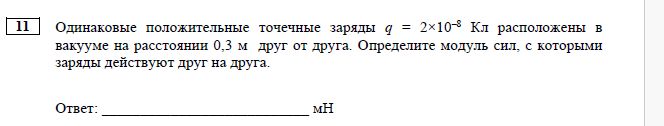 11 Одинаковые положительные точечные заряды q = 2×10⁻⁸ Кл расположены в
вакууме на расстоянии 0,3 м друг от друга. Определите модуль сил, с которыми
заряды действуют друг на друга.
Ответ: ____________________________ мН